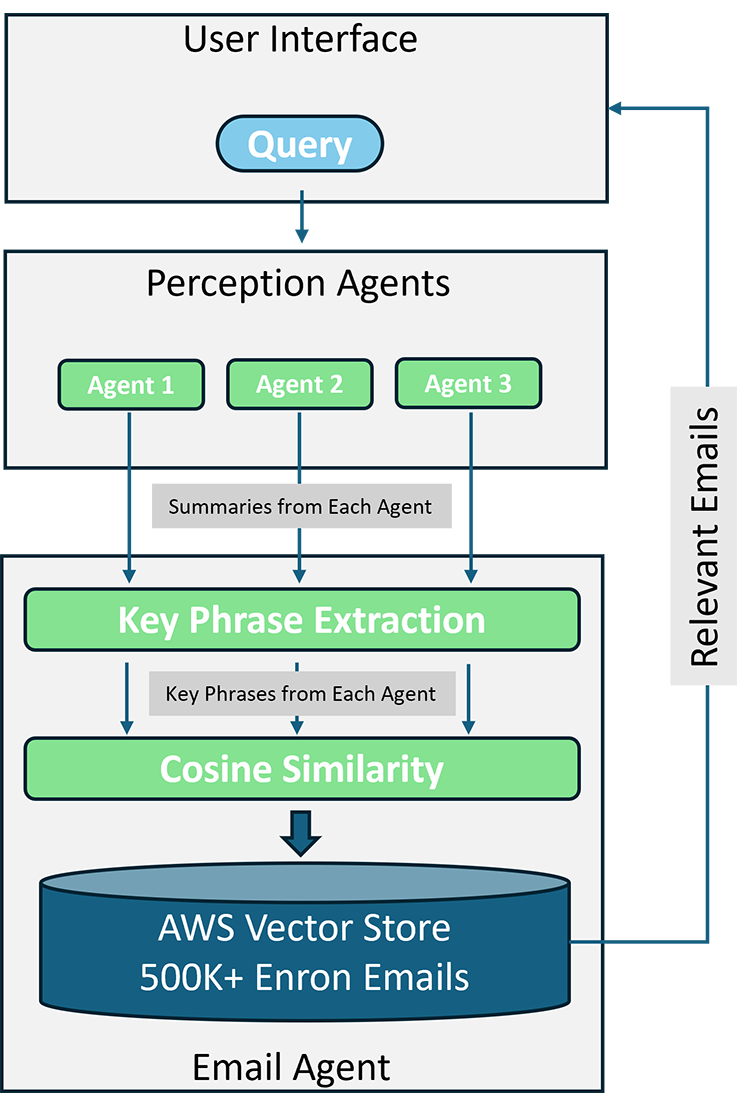 User Interface
Query
Perception Agents
Agent 1
Agent 2
Agent 3
Summaries from Each Agent
Key Phrase Extraction
Key Phrases from Each Agent
Cosine Similarity
AWS Vector Store
500K+ Enron Emails
Email Agent
Relevant Emails